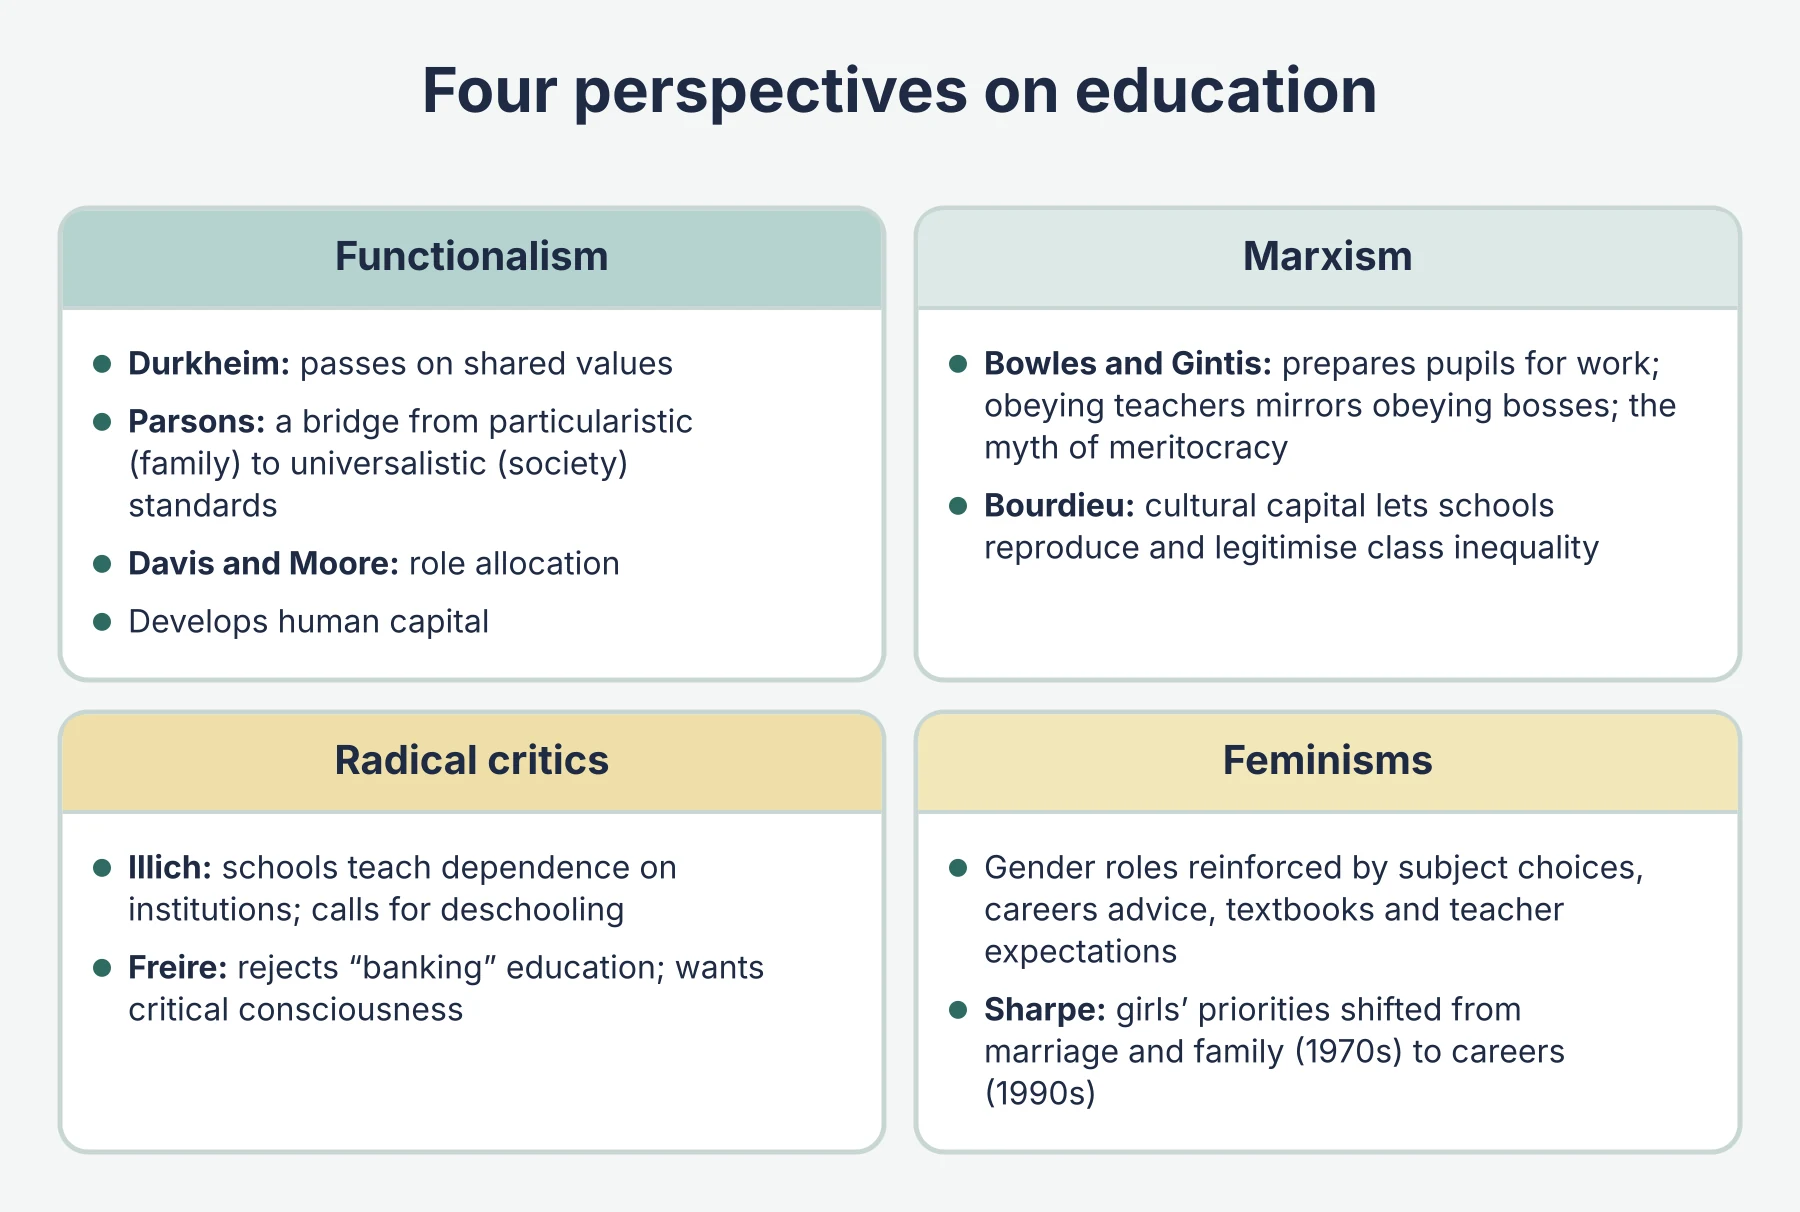 Four perspectives on education
Functionalism
Durkheim: passes on shared values
Parsons: a bridge from particularistic
(family) to universalistic (society)
standards
Davis and Moore: role allocation
Develops human capital
Marxism
Bowles and Gintis: prepares pupils for work;
obeying teachers mirrors obeying bosses; the
myth of meritocracy
Bourdieu: cultural capital lets schools
reproduce and legitimise class inequality
Radical critics
Illich: schools teach dependence on
institutions; calls for deschooling
Freire: rejects “banking” education; wants
critical consciousness
Feminisms
Gender roles reinforced by subject choices,
careers advice, textbooks and teacher
expectations
Sharpe: girls’ priorities shifted from
marriage and family (1970s) to careers
(1990s)